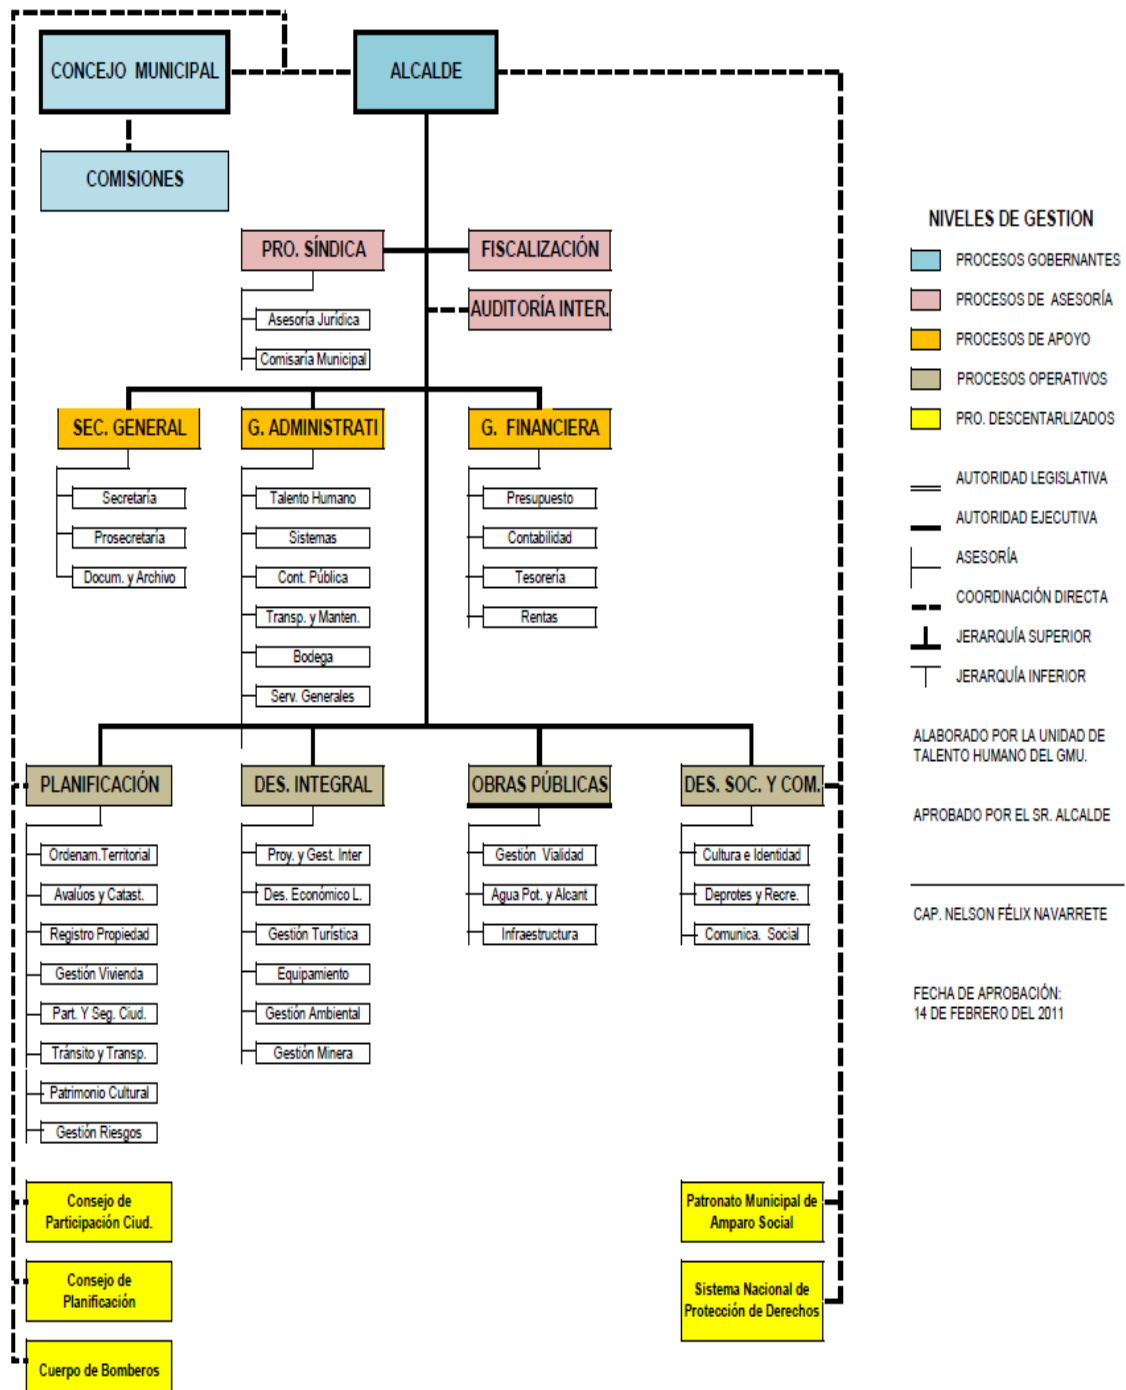 CONCEJO MUNICIPAL
ALCALDE
COMISIONES
PRO. SÍNDICA
FISCALIZACIÓN
Asesoría Jurídica
Comisaría Municipal
AUDITORÍA INTER.
SEC. GENERAL
G. ADMINISTRATI
G. FINANCIERA
Secretaría
Prosecretaría
Docum. y Archivo
Talento Humano
Sistemas
Cont. Pública
Transp. y Manten.
Bodega
Serv. Generales
Presupuesto
Contabilidad
Tesorería
Rentas
PLANIFICACIÓN
DES. INTEGRAL
OBRAS PÚBLICAS
DES. SOC. Y COM.
Ordenam.Territorial
Avalúos y Catast.
Registro Propiedad
Gestión Vivienda
Part. Y Seg. Ciud.
Tránsito y Transp.
Patrimonio Cultural
Gestión Riesgos
Proy. y Gest. Inter
Des. Económico L.
Gestión Turística
Equipamiento
Gestión Ambiental
Gestión Minera
Gestión Vialidad
Agua Pot. y Alcant
Infraestructura
Cultura e Identidad
Deprotes y Recre.
Comunica. Social
Consejo de
Participación Ciud.
Consejo de
Planificación
Cuerpo de Bomberos
Patronato Municipal de
Amparo Social
Sistema Nacional de
Protección de Derechos
NIVELES DE GESTION
PROCESOS GOBERNANTES
PROCESOS DE ASESORÍA
PROCESOS DE APOYO
PROCESOS OPERATIVOS
PRO. DESCENTARLIZADOS
AUTORIDAD LEGISLATIVA
AUTORIDAD EJECUTIVA
ASESORÍA
COORDINACIÓN DIRECTA
JERARQUÍA SUPERIOR
JERARQUÍA INFERIOR
ALABORADO POR LA UNIDAD DE
TALENTO HUMANO DEL GMU.
APROBADO POR EL SR. ALCALDE
CAP. NELSON FÉLIX NAVARRETE
FECHA DE APROBACIÓN:
14 DE FEBRERO DEL 2011